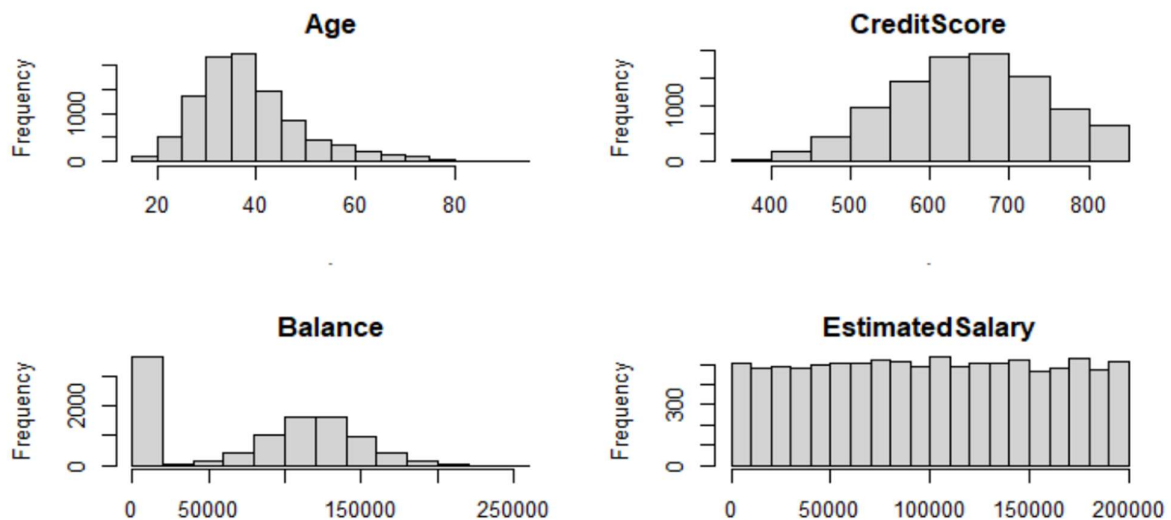 Age
Frequency
0 1000
20 40 60 80
CreditScore
Frequency
0 1000
400 500 600 700 800
Balance
Frequency
0 2000
0 50000 150000 250000
EstimatedSalary
Frequency
0 300
0 50000 100000 150000 200000